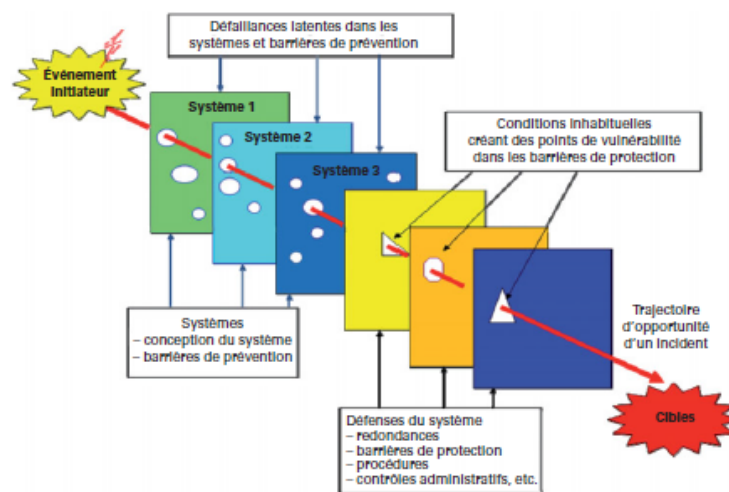 Défaillances latentes dans les
systèmes et barrières de prévention
Événement
initiateur
Système 1
Système 2
Système 3
Conditions inhabituelles
créant des points de vulnérabilité
dans les barrières de protection
Systèmes
– conception du système
– barrières de prévention
Trajectoire
d'opportunité
d'un incident
Cibles
Défenses du système
– redondances
– barrières de protection
– procédures
– contrôles administratifs, etc.